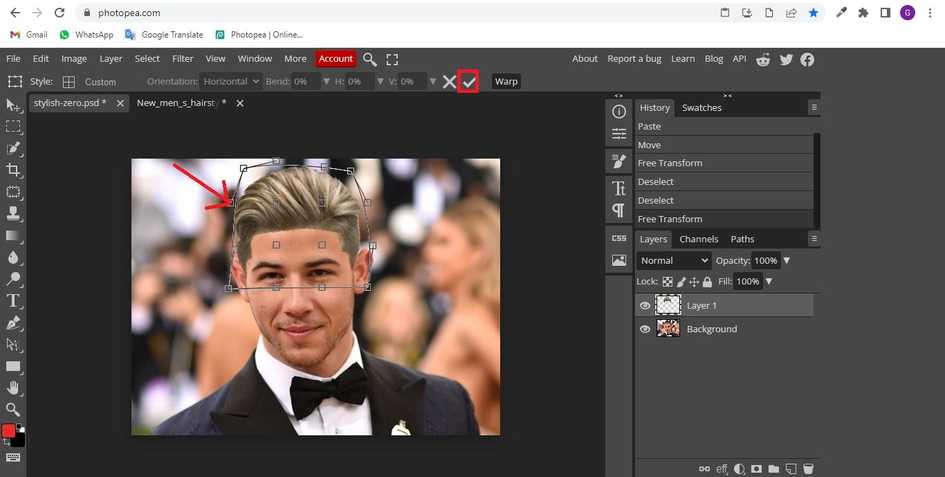 photopea.com
G
Gmail WhatsApp Google Translate Photopea | Online...
File Edit Image Layer Select Filter View Window More Account About Report a bug Learn Blog API
Style: Custom Orientation: Horizontal Bend: 0% H: 0% V: 0% Warp
stylish-zero.psd * New_men_s_hairst *
History Swatches
Paste
Move
Free Transform
Deselect
Deselect
Free Transform
Layers Channels Paths
Normal Opacity: 100%
Lock: Fill: 100%
Layer 1
Background
CSS
eff